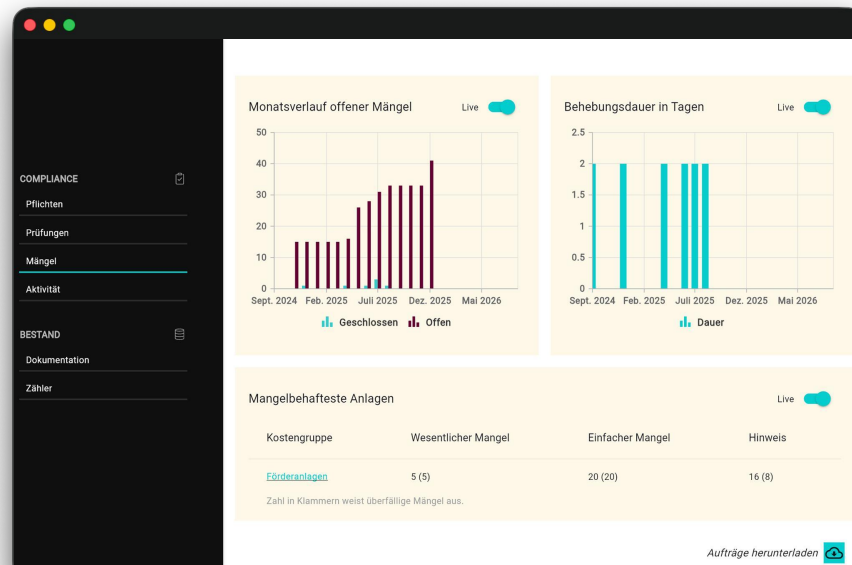 COMPLIANCE
Pflichten
Prüfungen
Mängel
Aktivität
BESTAND
Dokumentation
Zähler
Monatsverlauf offener Mängel
Live
50
40
30
20
10
0
Sept. 2024 Feb. 2025 Juli 2025 Dez. 2025 Mai 2026
Geschlossen Offen
Behebungsdauer in Tagen
Live
2.5
2
1.5
1
0.5
0
Sept. 2024 Feb. 2025 Juli 2025 Dez. 2025 Mai 2026
Dauer
Mangelbehafteste Anlagen
Live
Kostengruppe Wesentlicher Mangel Einfacher Mangel Hinweis
Förderanlagen 5 (5) 20 (20) 16 (8)
Zahl in Klammern weist überfällige Mängel aus.
Aufträge herunterladen